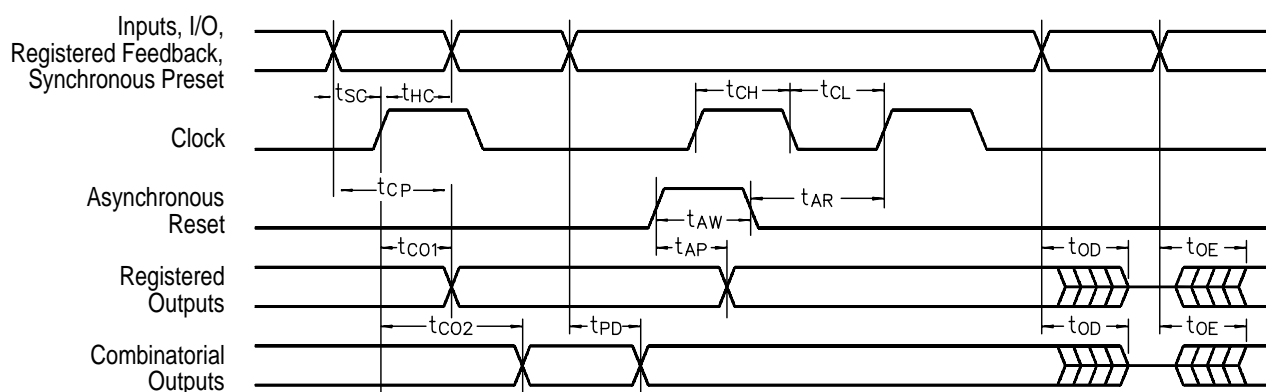 Inputs, I/O,
Registered Feedback,
Synchronous Preset
tSC
tHC
tCH
tCL
Clock
tCP
Asynchronous
Reset
tAW
tAR
tCO1
tAP
tOD
tOE
Registered
Outputs
tCO2
tPD
tOD
tOE
Combinatorial
Outputs